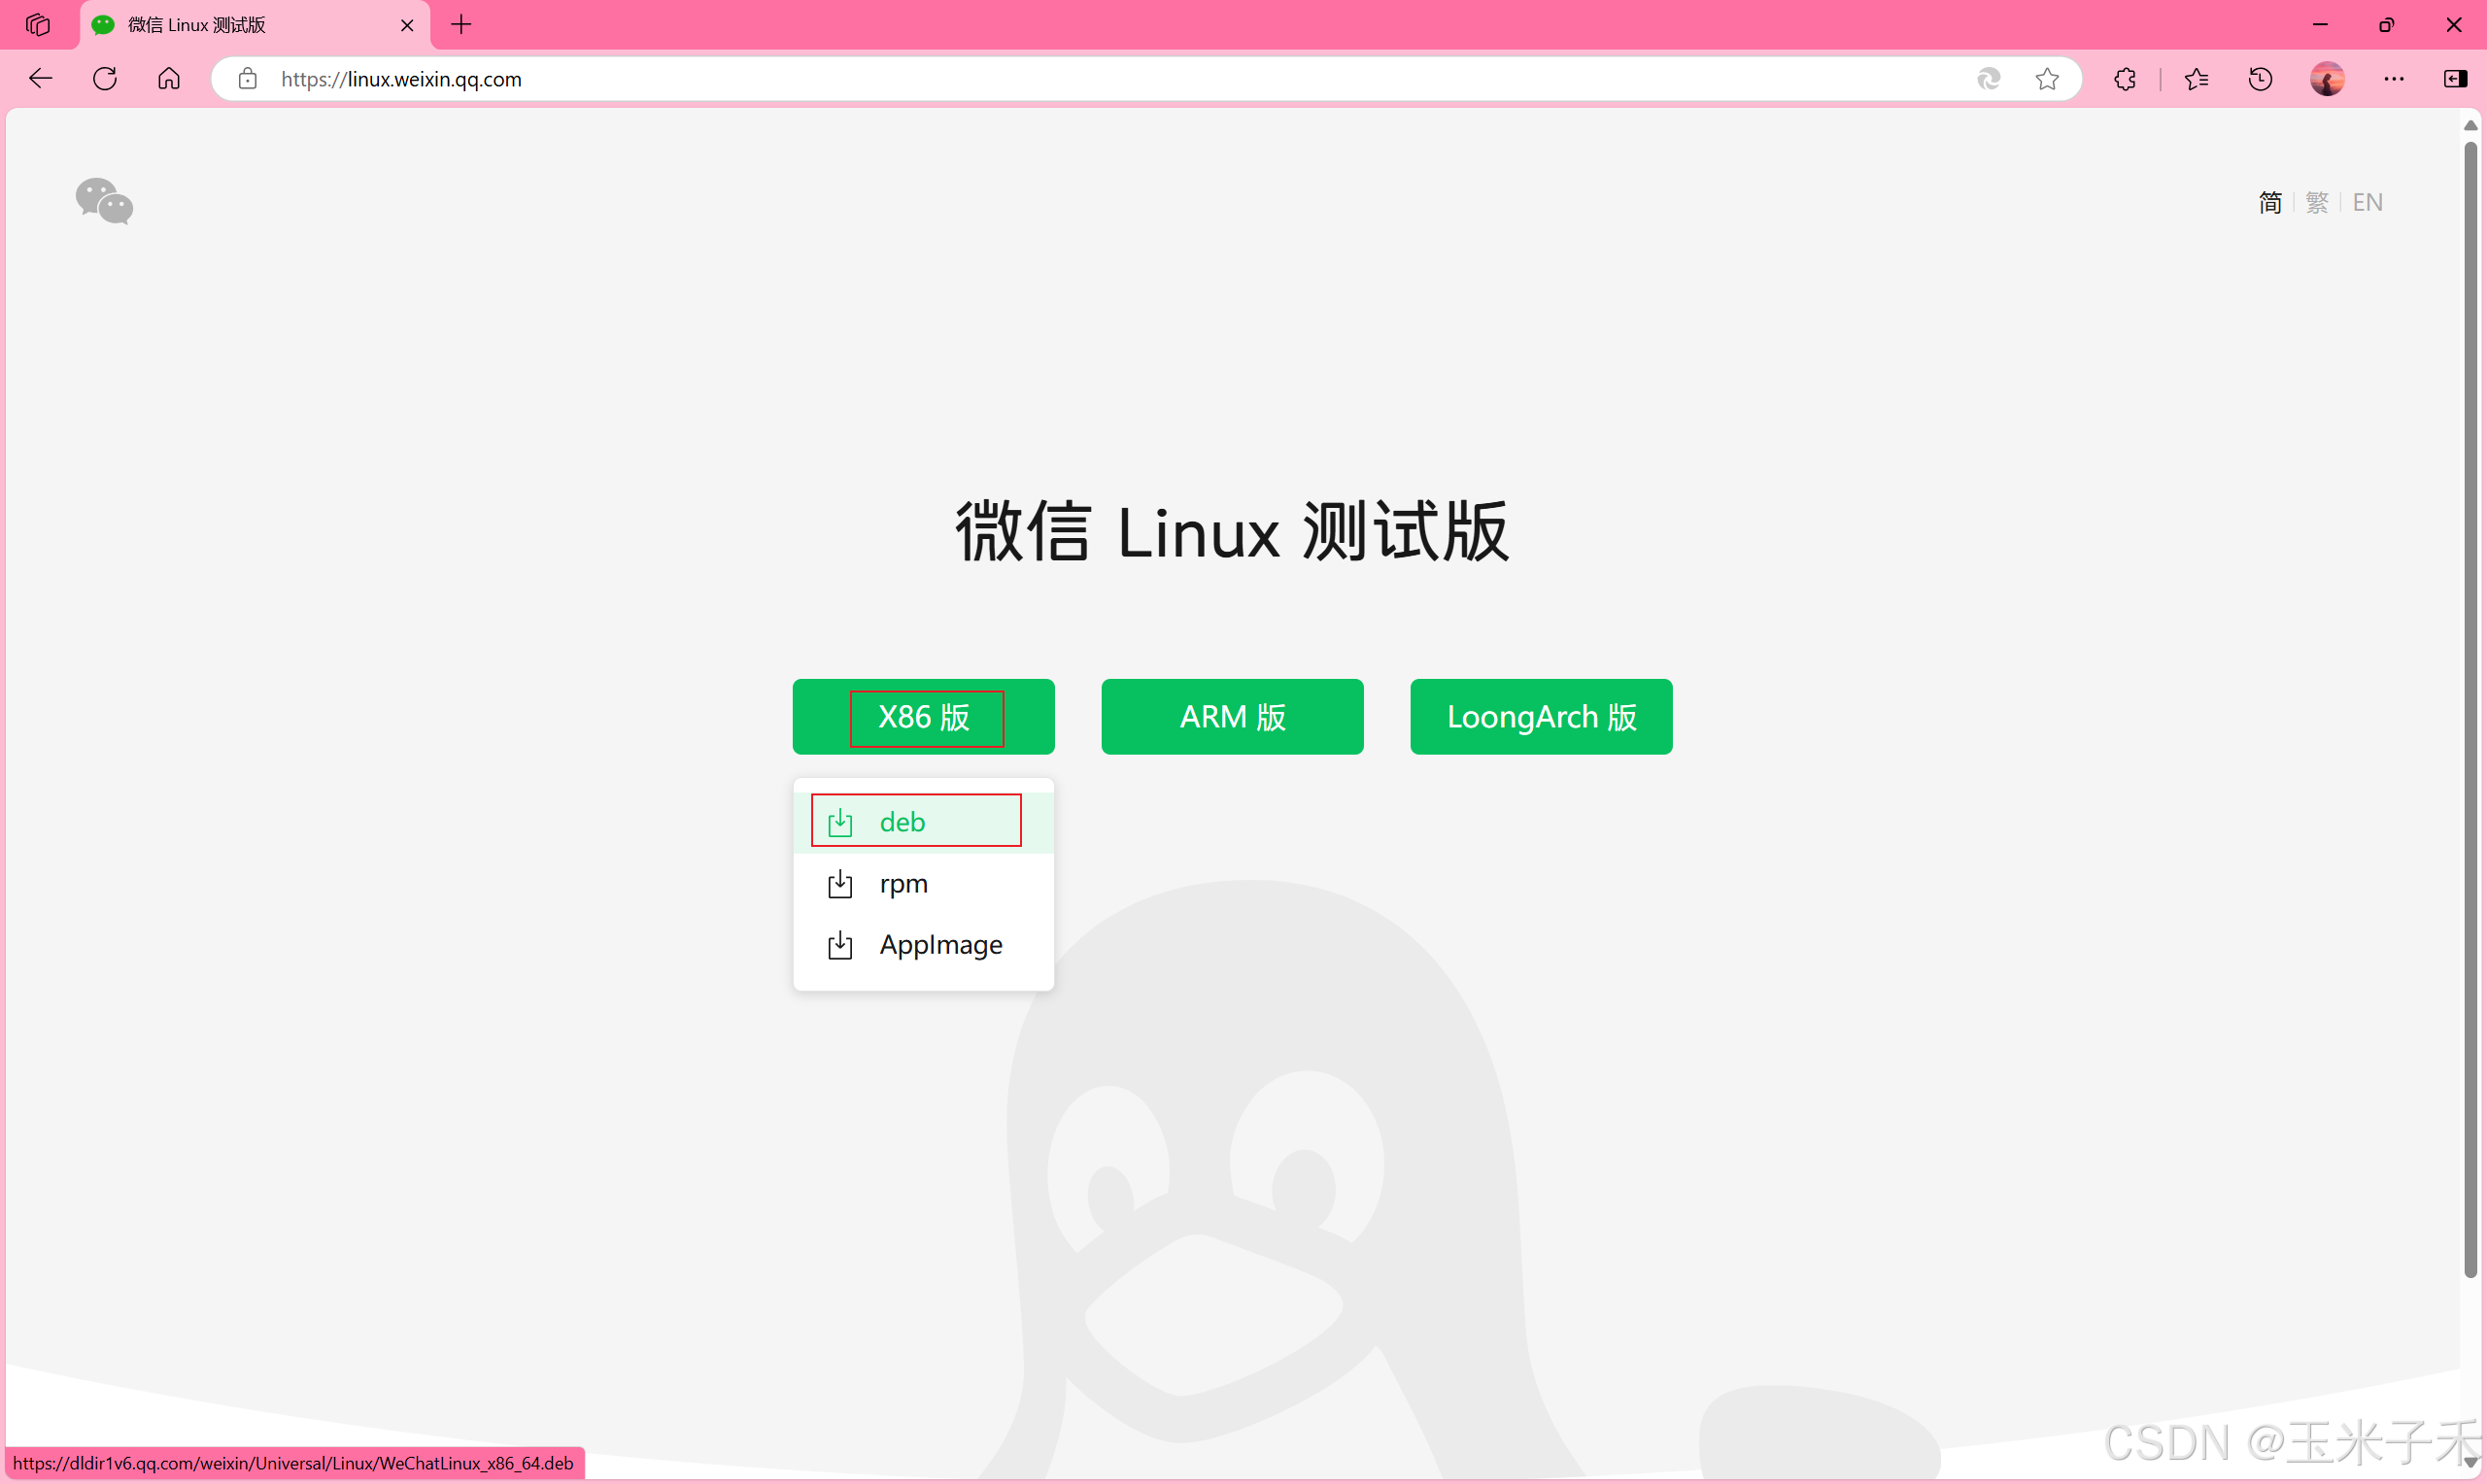 微信 Linux 测试版
https://linux.weixin.qq.com
简 | 繁 | EN
微信 Linux 测试版
X86 版
ARM 版
LoongArch 版
deb
rpm
AppImage
https://dldir1v6.qq.com/weixin/Universal/Linux/WeChatLinux_x86_64.deb
CSDN @玉米子禾